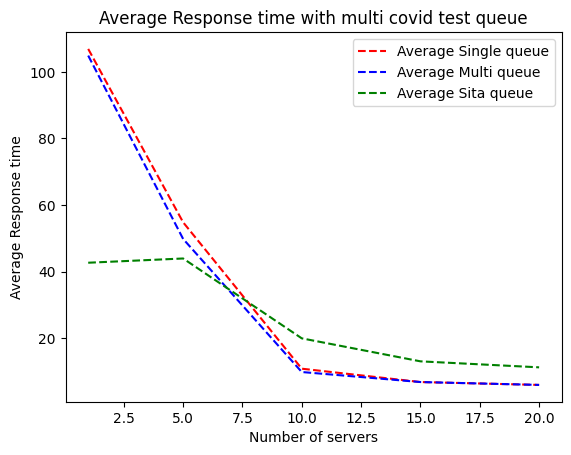 Average Response time with multi covid test queue
Average Single queue
Average Multi queue
Average Sita queue
Average Response time
100
80
60
40
20
2.5 5.0 7.5 10.0 12.5 15.0 17.5 20.0
Number of servers